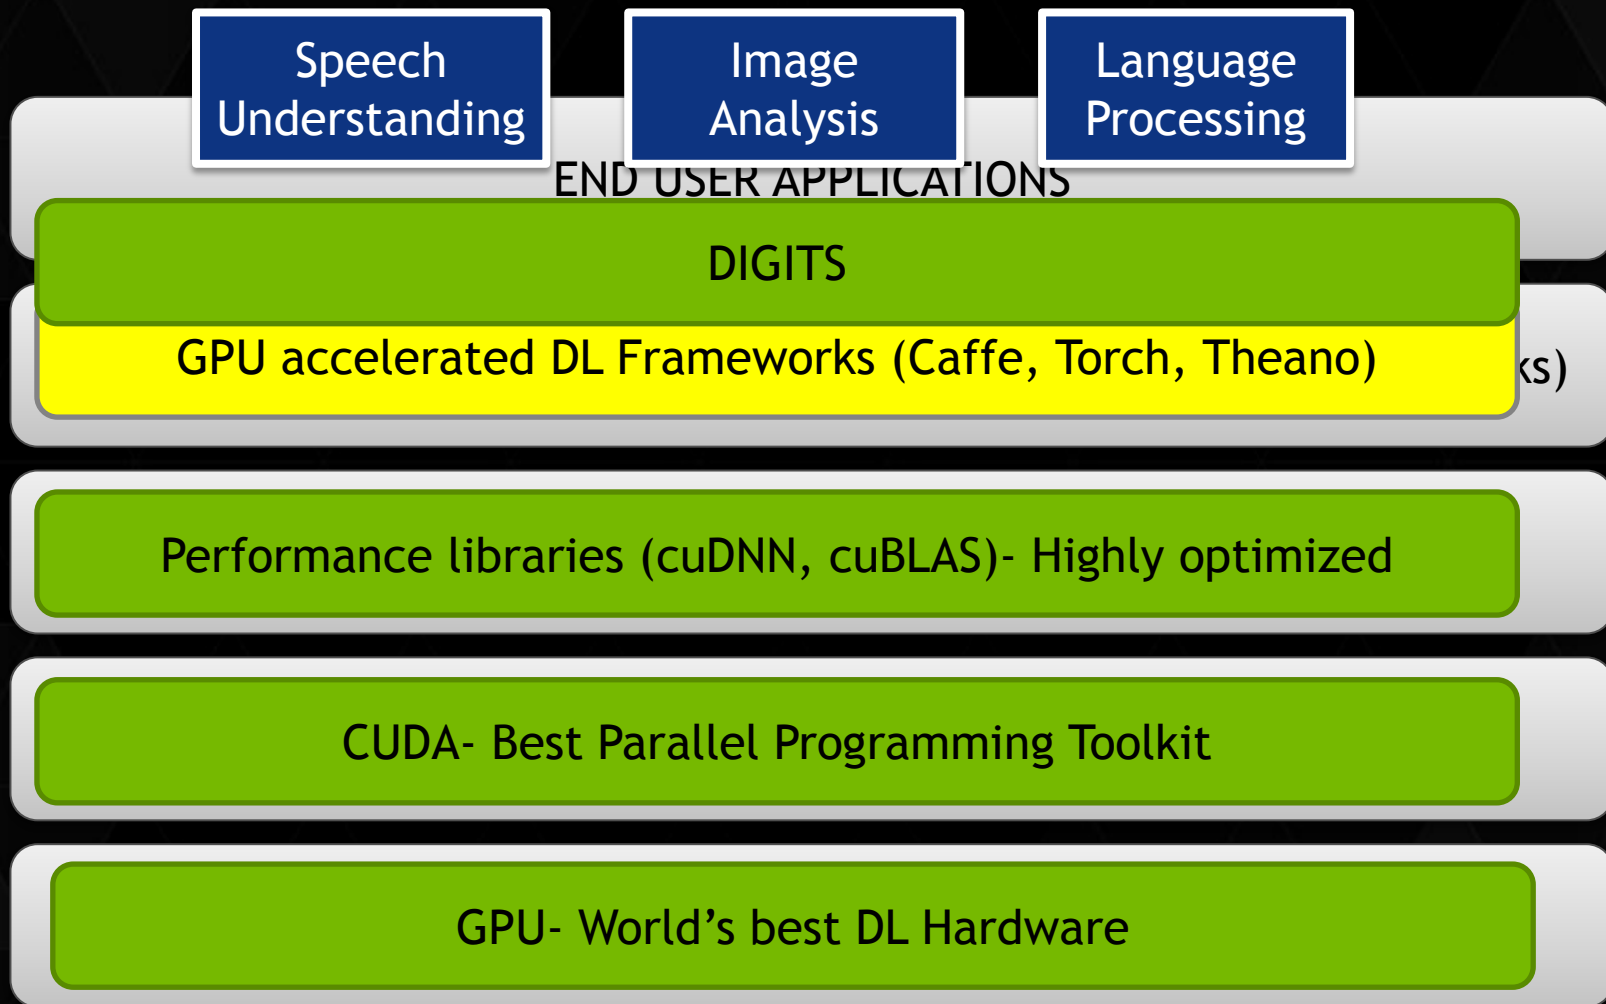 Speech
Understanding
Image
Analysis
Language
Processing
END USER APPLICATIONS
DIGITS
GPU accelerated DL Frameworks (Caffe, Torch, Theano)
ks)
Performance libraries (cuDNN, cuBLAS)- Highly optimized
CUDA- Best Parallel Programming Toolkit
GPU- World’s best DL Hardware